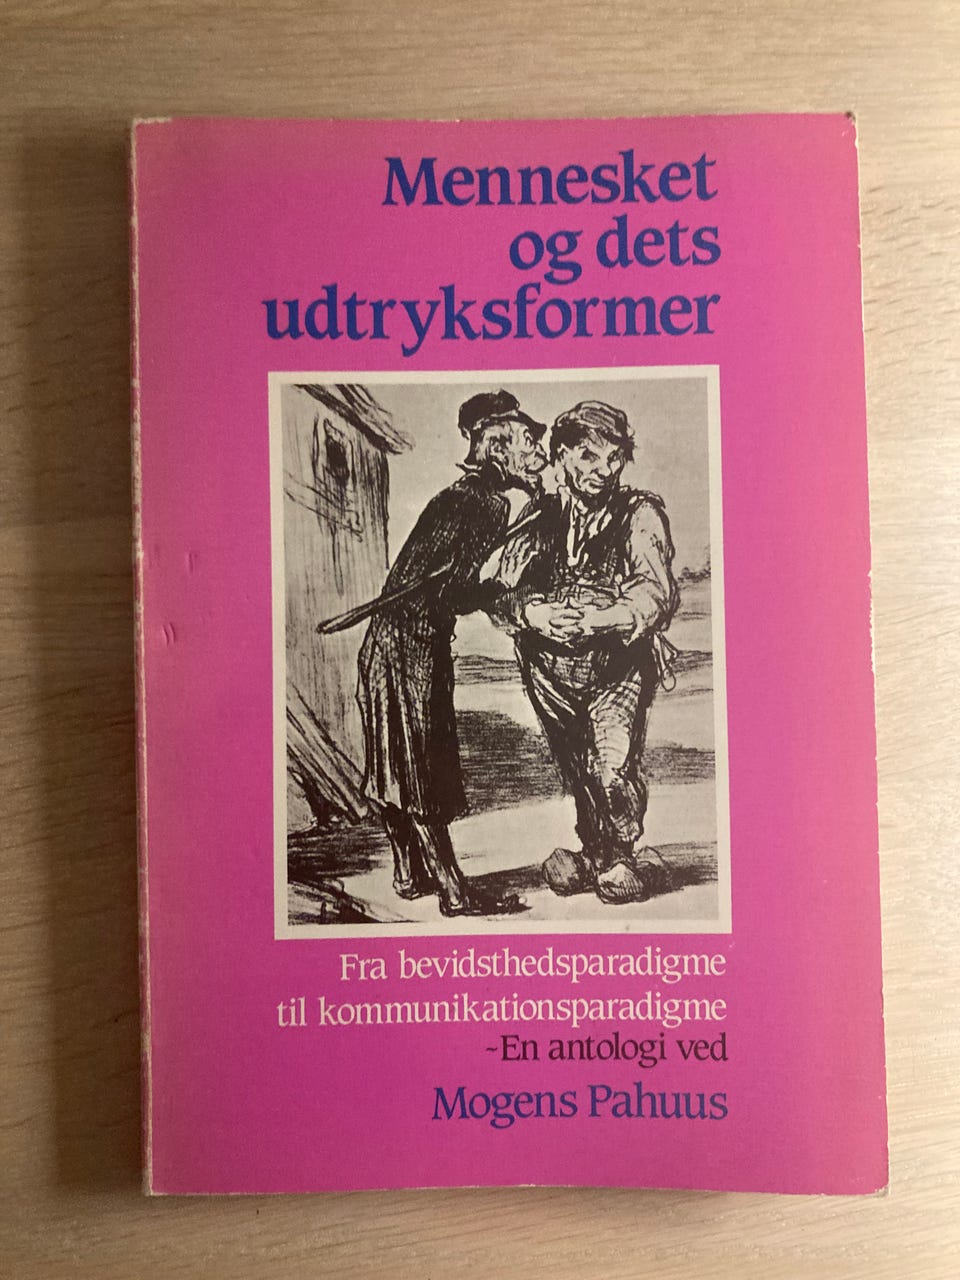 Mennesket
og dets
udtryksformer
Fra bevidsthedsparadigme
til kommunikationsparadigme
~En antologi ved
Mogens Pahuus